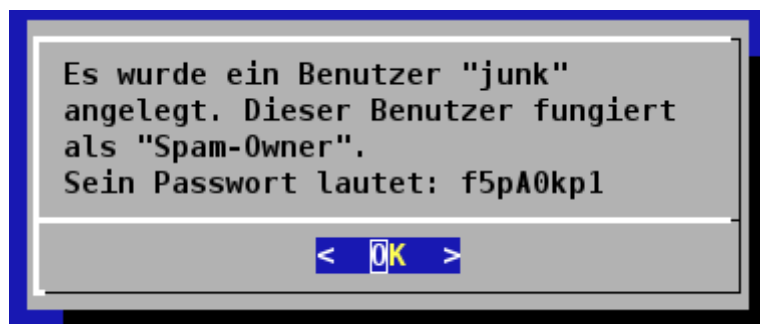 Es wurde ein Benutzer "junk"
angelegt. Dieser Benutzer fungiert
als "Spam-Owner".
Sein Passwort lautet: f5pA0kp1
< OK >